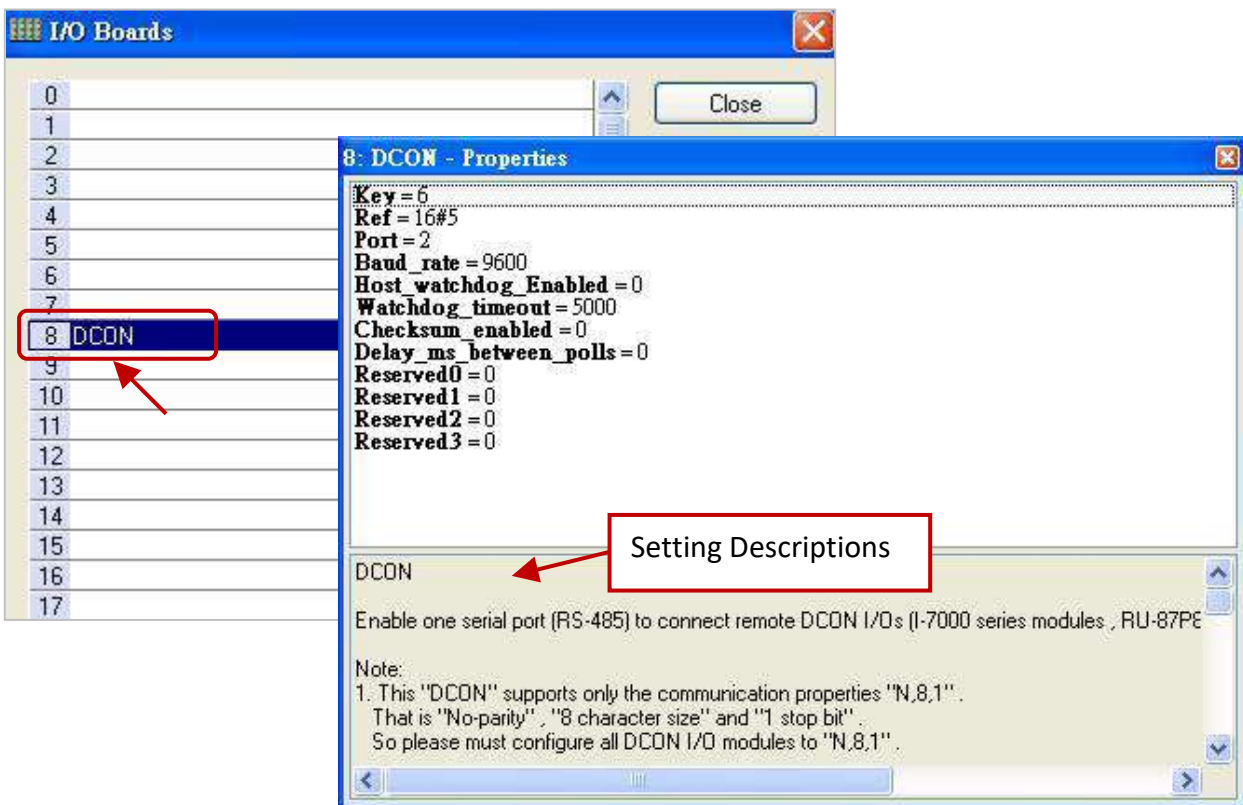 I/O Boards
0
1
2
3
4
5
6
7
8 DCON
9
10
11
12
13
14
15
16
17
Close
8: DCON - Properties
Key = 6
Ref = 16#5
Port = 2
Baud_rate = 9600
Host_watchdog_Enabled = 0
Watchdog_timeout = 5000
Checksum_enabled = 0
Delay_ms_between_polls = 0
Reserved0 = 0
Reserved1 = 0
Reserved2 = 0
Reserved3 = 0
Setting Descriptions
DCON
Enable one serial port (RS-485) to connect remote DCON I/Os (I-7000 series modules , RU-87P8
Note:
1. This "DCON" supports only the communication properties "N,8,1" .
That is "No-parity" , "8 character size" and "1 stop bit" .
So please must configure all DCON I/O modules to "N,8,1" .